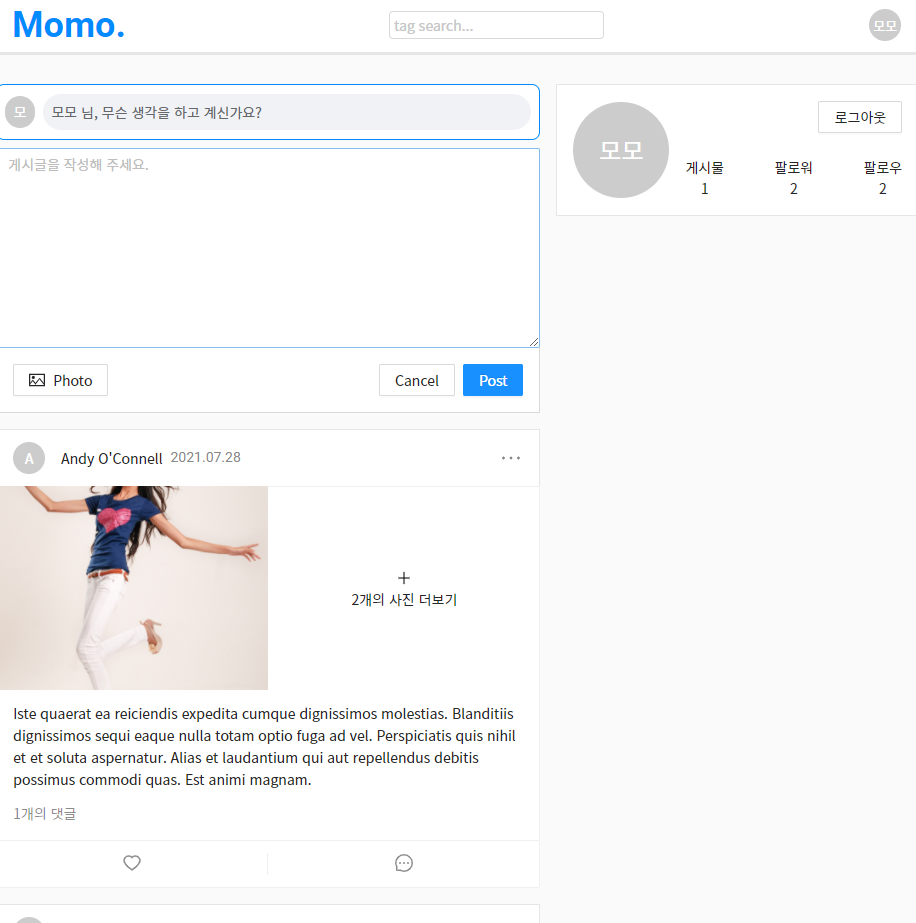 Momo.
tag search...
모모
모
모모 님, 무슨 생각을 하고 계신가요?
게시글을 작성해 주세요.
Photo
Cancel
Post
모모
로그아웃
게시물
팔로워
팔로우
1
2
2
A
Andy O'Connell 2021.07.28
2개의 사진 더보기
Iste quaerat ea reiciendis expedita cumque dignissimos molestias. Blanditiis
dignissimos sequi eaque nulla totam optio fuga ad vel. Perspiciatis quis nihil
et et soluta aspernatur. Alias et laudantium qui aut repellendus debitis
possimus commodi quas. Est animi magnam.
1개의 댓글